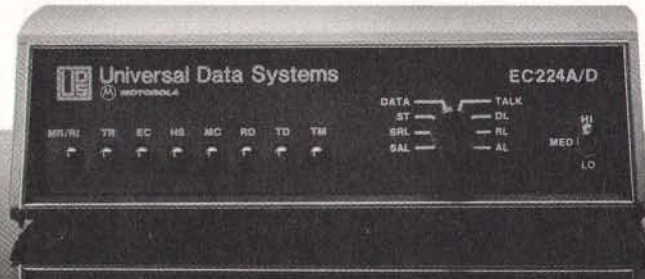 UDS Universal Data Systems EC224A/D
MOTOROLA
DATA TALK
ST DL
SRL RL
SAL AL
MR/RI TR EC HS MC RD TD TM
HI
MED
LO